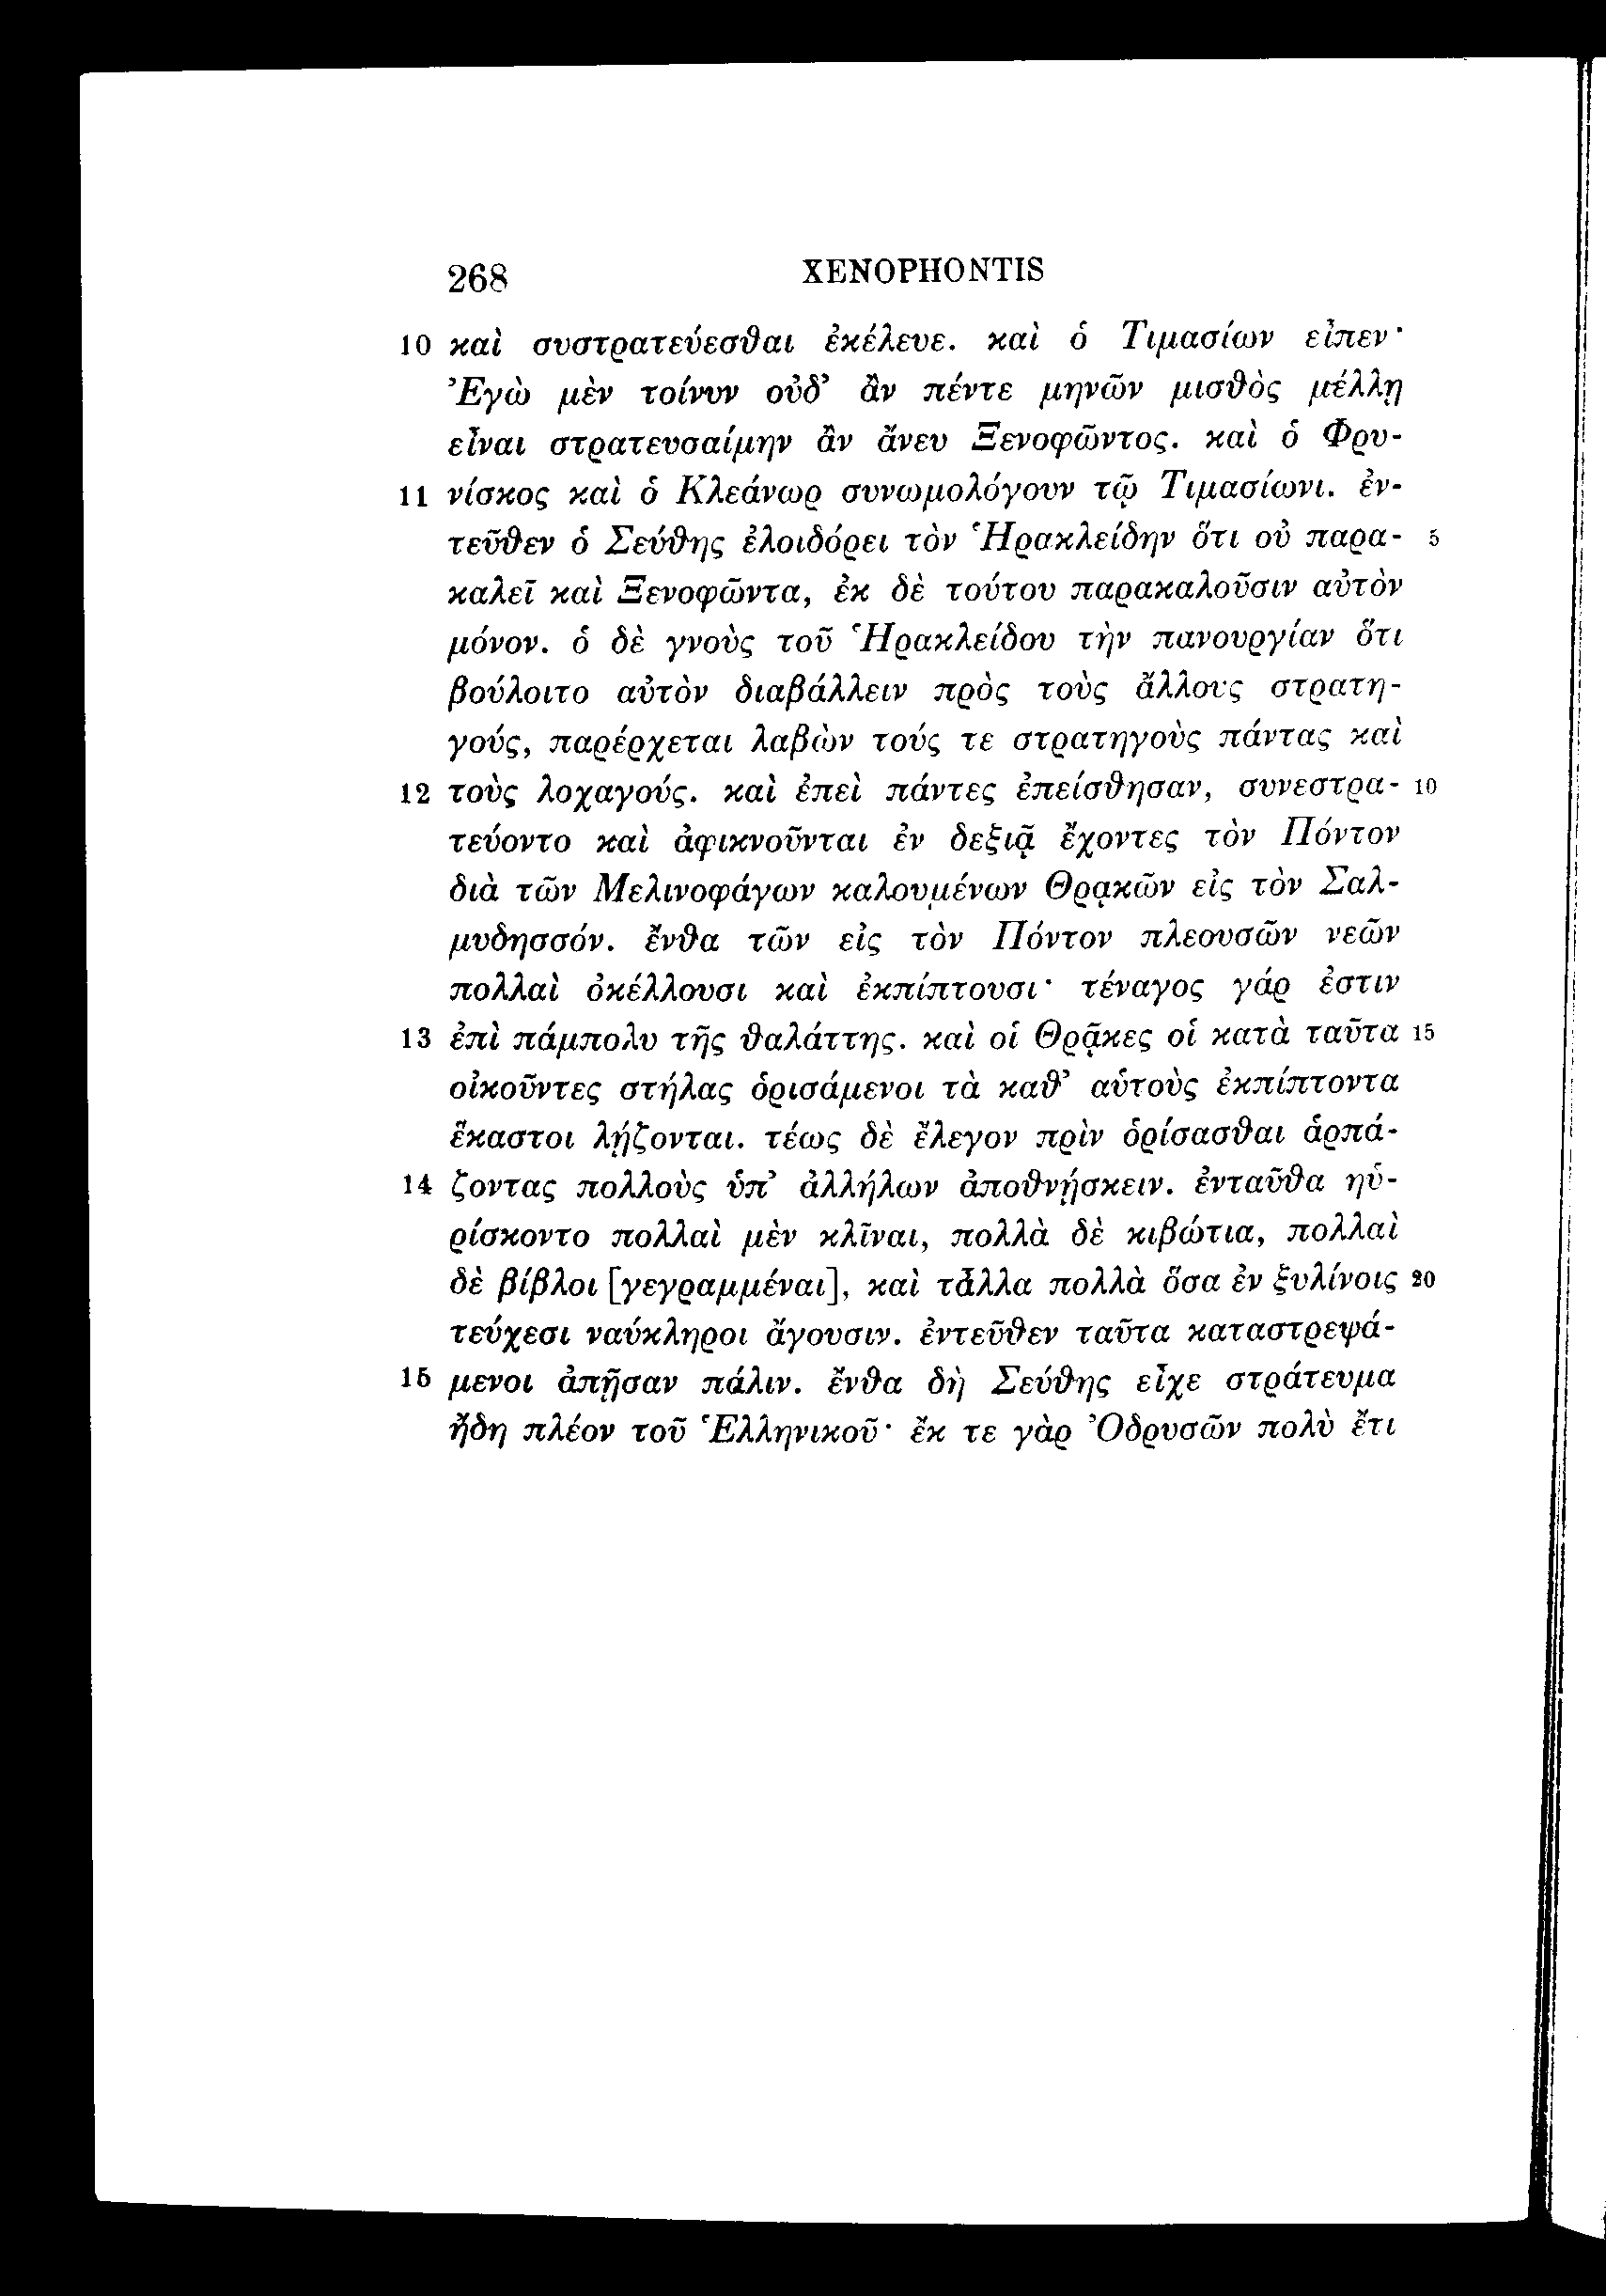 268 XENOPHONTIS
10 καὶ συστρατεύεσθαι ἐκέλευε. καὶ ὁ Τιμασίων εἶπεν·
Ἐγὼ μὲν τοίνυν οὐδ’ ἂν πέντε μηνῶν μισθὸς μέλλῃ
εἶναι στρατευσαίμην ἂν ἄνευ Ξενοφῶντος. καὶ ὁ Φρυ-
11 νίσκος καὶ ὁ Κλεάνωρ συνωμολόγουν τῷ Τιμασίωνι. ἐν-
τεῦθεν ὁ Σεύθης ἐλοιδόρει τὸν Ἡρακλείδην ὅτι οὐ παρα- 5
καλεῖ καὶ Ξενοφῶντα, ἐκ δὲ τούτου παρακαλοῦσιν αὐτὸν
μόνον. ὁ δὲ γνοὺς τοῦ Ἡρακλείδου τὴν πανουργίαν ὅτι
βούλοιτο αὐτὸν διαβάλλειν πρὸς τοὺς ἄλλους στρατη-
γούς, παρέρχεται λαβὼν τούς τε στρατηγοὺς πάντας καὶ
12 τοὺς λοχαγούς. καὶ ἐπεὶ πάντες ἐπείσθησαν, συνεστρα- 10
τεύοντο καὶ ἀφικνοῦνται ἐν δεξιᾷ ἔχοντες τὸν Πόντον
διὰ τῶν Μελινοφάγων καλουμένων Θρᾳκῶν εἰς τὸν Σαλ-
μυδησσόν. ἔνθα τῶν εἰς τὸν Πόντον πλεουσῶν νεῶν
πολλαὶ ὀκέλλουσι καὶ ἐκπίπτουσι· τέναγος γάρ ἐστιν
13 ἐπὶ πάμπολυ τῆς θαλάττης. καὶ οἱ Θρᾷκες οἱ κατὰ ταῦτα 15
οἰκοῦντες στήλας ὁρισάμενοι τὰ καθ’ αὑτοὺς ἐκπίπτοντα
ἕκαστοι λῄζονται. τέως δὲ ἔλεγον πρὶν ὁρίσασθαι ἁρπά-
14 ζοντας πολλοὺς ὑπ’ ἀλλήλων ἀποθνῄσκειν. ἐνταῦθα ηὑ-
ρίσκοντο πολλαὶ μὲν κλῖναι, πολλὰ δὲ κιβώτια, πολλαὶ
δὲ βίβλοι [γεγραμμέναι], καὶ τἆλλα πολλὰ ὅσα ἐν ξυλίνοις 20
τεύχεσι ναύκληροι ἄγουσιν. ἐντεῦθεν ταῦτα καταστρεψά-
15 μενοι ἀπῇσαν πάλιν. ἔνθα δὴ Σεύθης εἶχε στράτευμα
ἤδη πλέον τοῦ Ἑλληνικοῦ· ἔκ τε γὰρ Ὀδρυσῶν πολὺ ἔτι